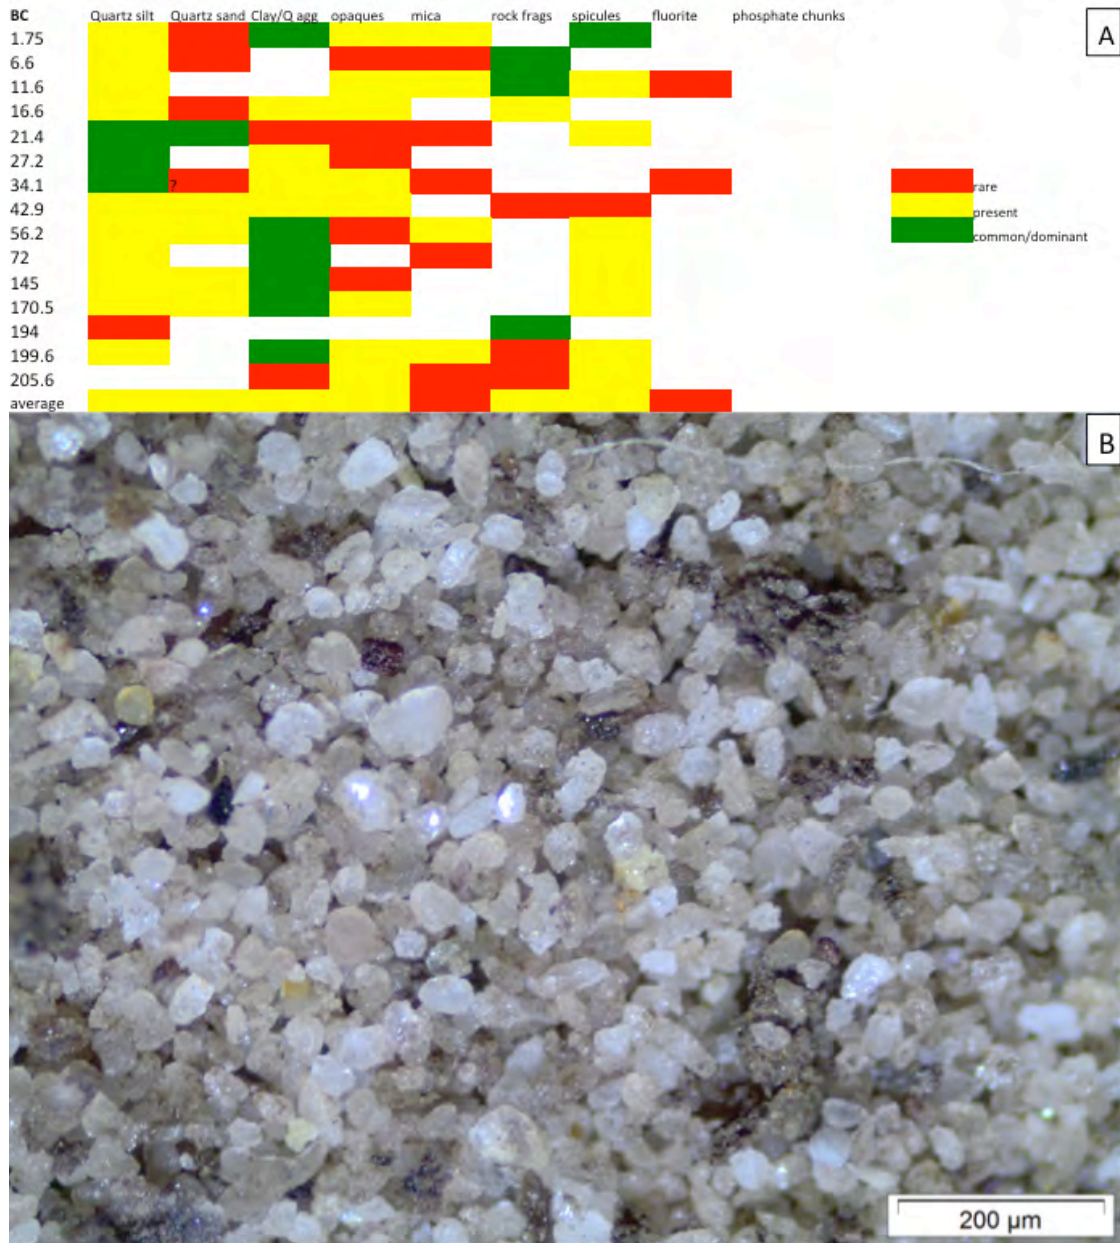 BC Quartz silt Quartz sand Clay/Q agg opaques mica rock frags spicules fluorite phosphate chunks
A
1.75
6.6
11.6
16.6
21.4
27.2
34.1 ?
rare
42.9
present
56.2
common/dominant
72
145
170.5
194
199.6
205.6
average
B
200 µm